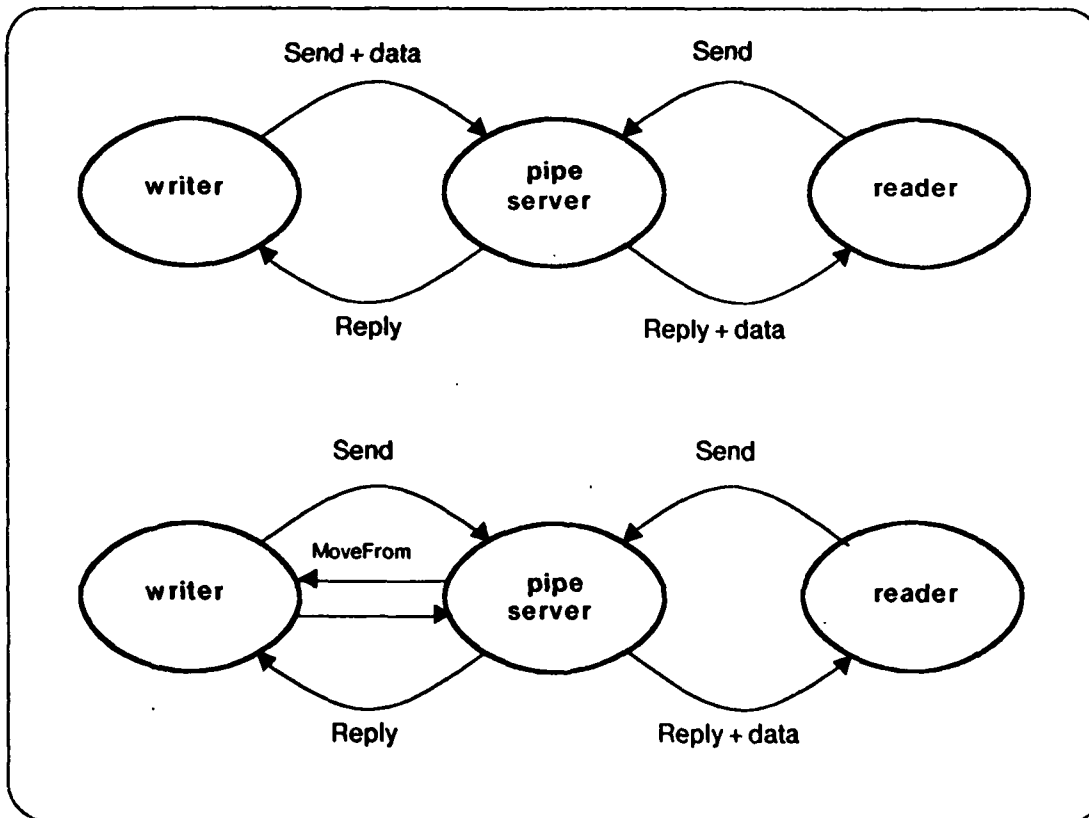 Send + data
Send
writer
pipe
server
reader
Reply
Reply + data
Send
Send
MoveFrom
writer
pipe
server
reader
Reply
Reply + data